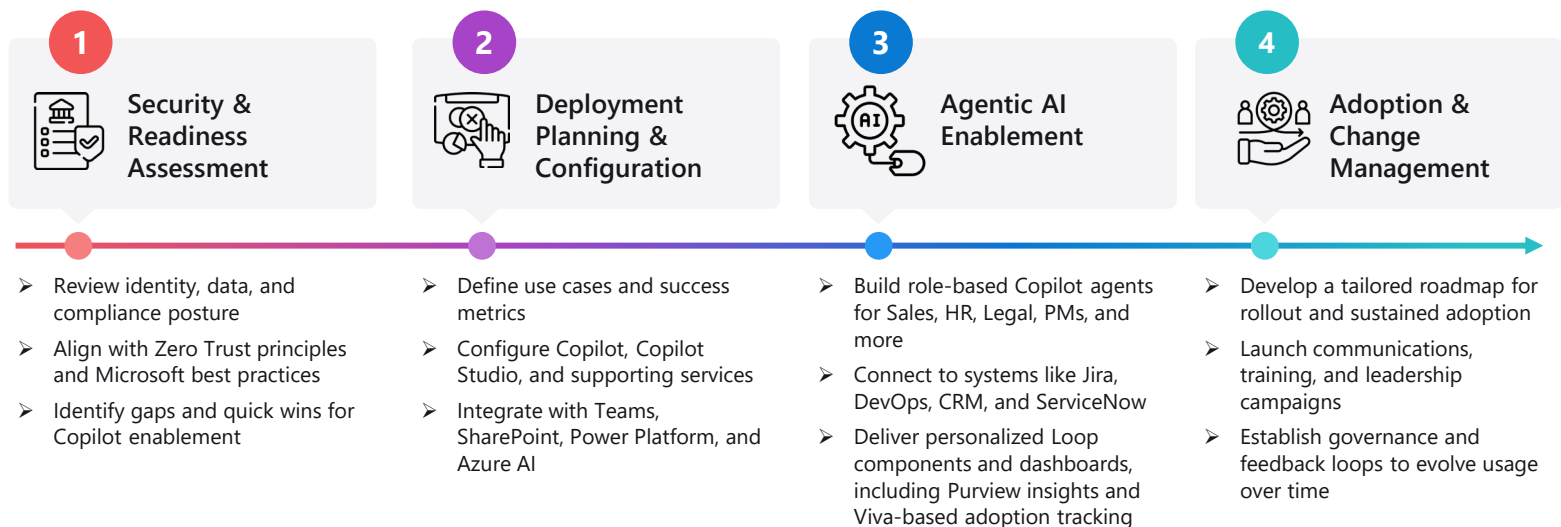 1
Security &
Readiness
Assessment
➢ Review identity, data, and
compliance posture
➢ Align with Zero Trust principles
and Microsoft best practices
➢ Identify gaps and quick wins for
Copilot enablement
2
Deployment
Planning &
Configuration
➢ Define use cases and success
metrics
➢ Configure Copilot, Copilot
Studio, and supporting services
➢ Integrate with Teams,
SharePoint, Power Platform, and
Azure AI
3
AI
Agentic AI
Enablement
➢ Build role-based Copilot agents
for Sales, HR, Legal, PMs, and
more
➢ Connect to systems like Jira,
DevOps, CRM, and ServiceNow
➢ Deliver personalized Loop
components and dashboards,
including Purview insights and
Viva-based adoption tracking
4
Adoption &
Change
Management
➢ Develop a tailored roadmap for
rollout and sustained adoption
➢ Launch communications,
training, and leadership
campaigns
➢ Establish governance and
feedback loops to evolve usage
over time